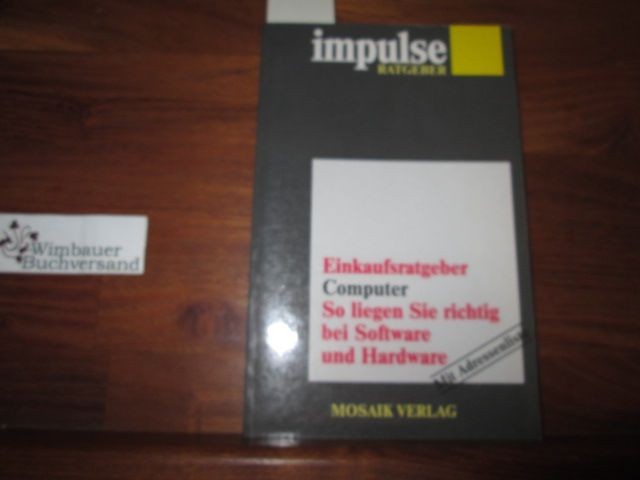 impulse
RATGEBER
Einkaufsratgeber
Computer
So liegen Sie richtig
bei Software
und Hardware
Mit Adressenliste
MOSAIK VERLAG
Wimbauer
Buchversand